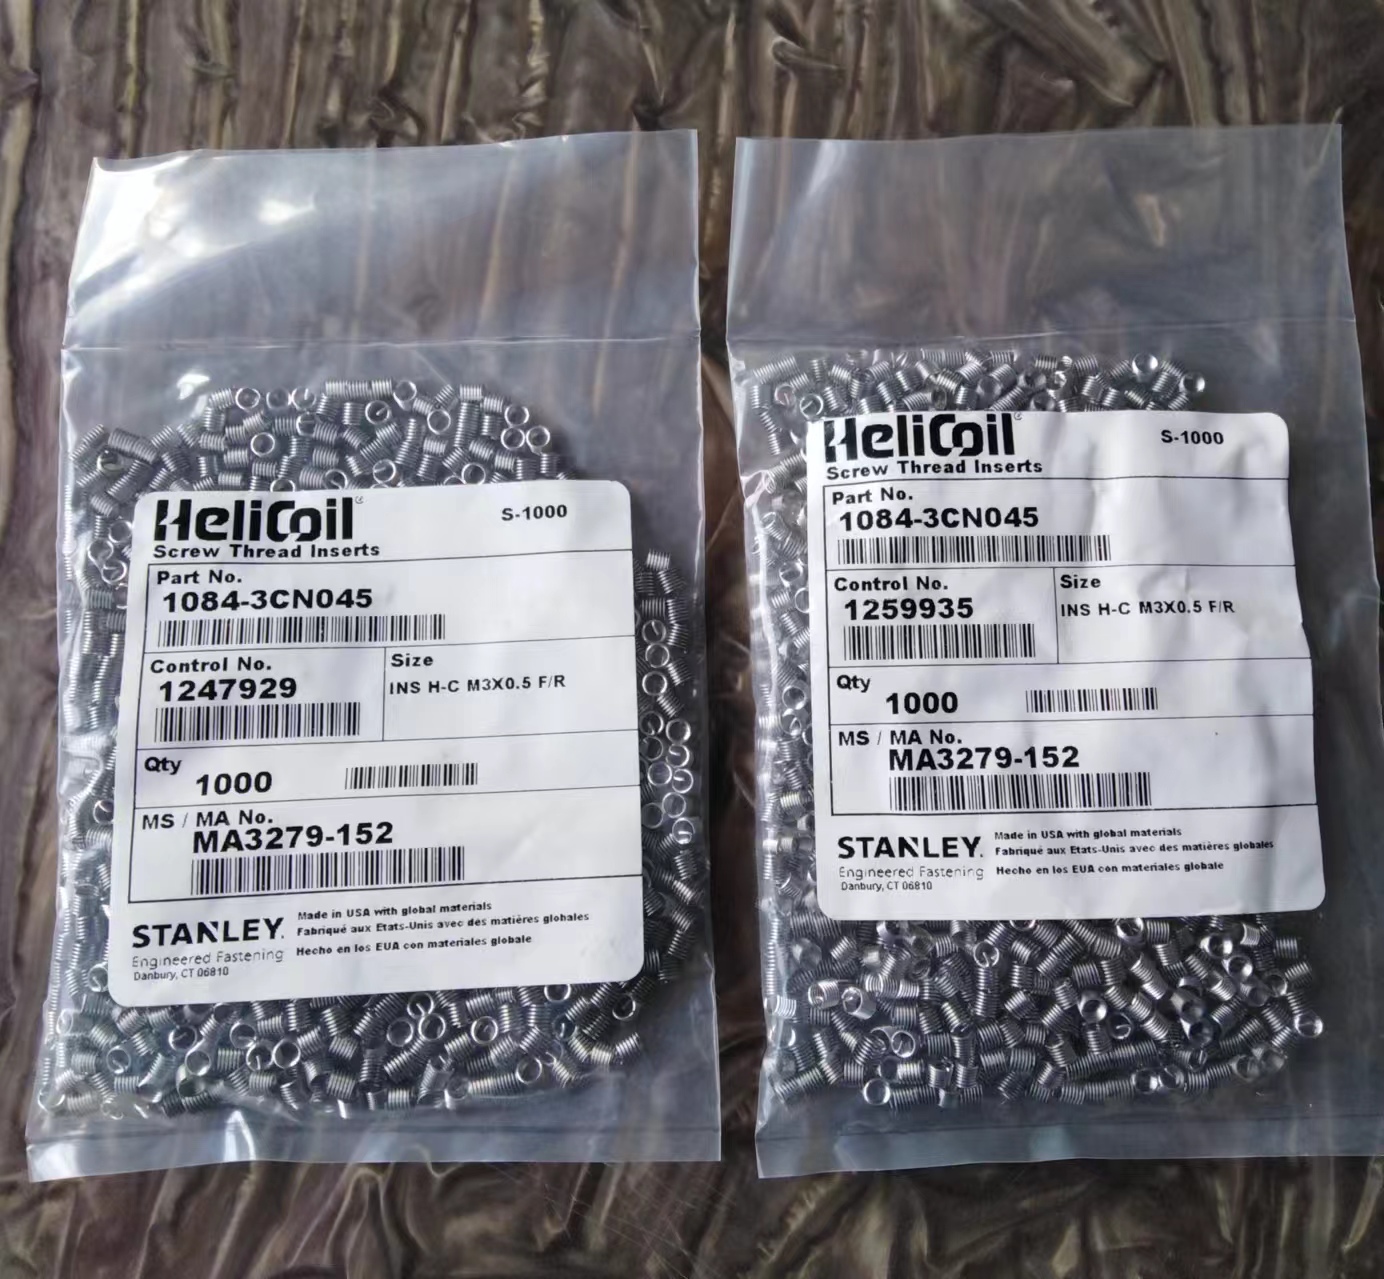 HeliCoil®
S-1000
Screw Thread Inserts
Part No.
1084-3CN045
Control No.
1247929
Size
INS H-C M3X0.5 F/R
Qty
1000
MS / MA No.
MA3279-152
STANLEY.
Engineered Fastening
Danbury, CT 06810
Made in USA with global materials
Fabriqué aux Etats-Unis avec des matières globales
Hecho en los EUA con materiales globale
HeliCoil®
S-1000
Screw Thread Inserts
Part No.
1084-3CN045
Control No.
1259935
Size
INS H-C M3X0.5 F/R
Qty
1000
MS / MA No.
MA3279-152
STANLEY.
Engineered Fastening
Danbury, CT 06810
Made in USA with global materials
Fabriqué aux Etats-Unis avec des matières globales
Hecho en los EUA con materiales globale